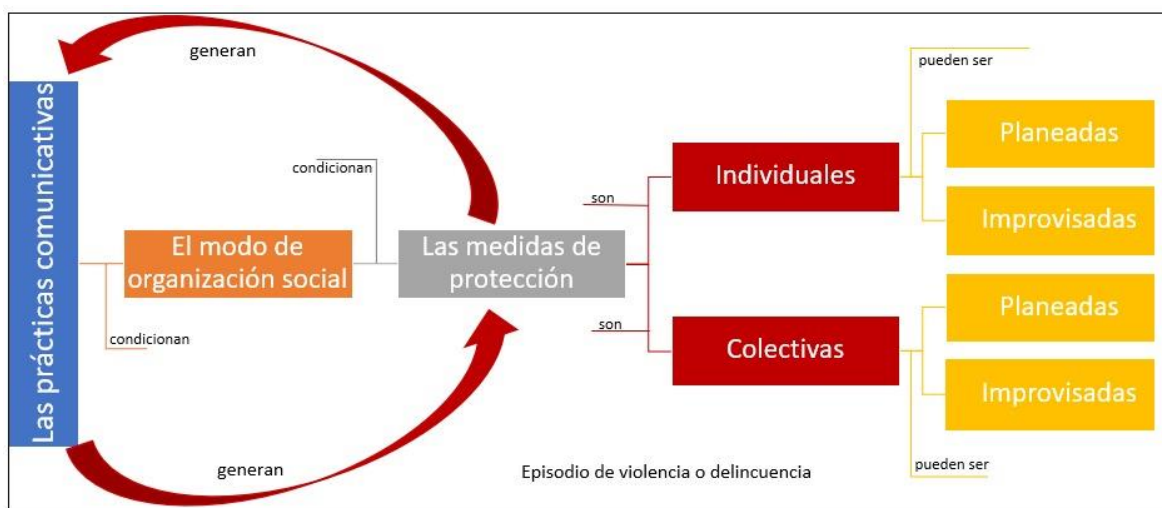 generan
Las prácticas comunicativas
condicionan
El modo de
organización social
condicionan
Las medidas de
protección
son
son
Individuales
Colectivas
pueden ser
Planeadas
Improvisadas
Planeadas
Improvisadas
pueden ser
generan
Episodio de violencia o delincuencia